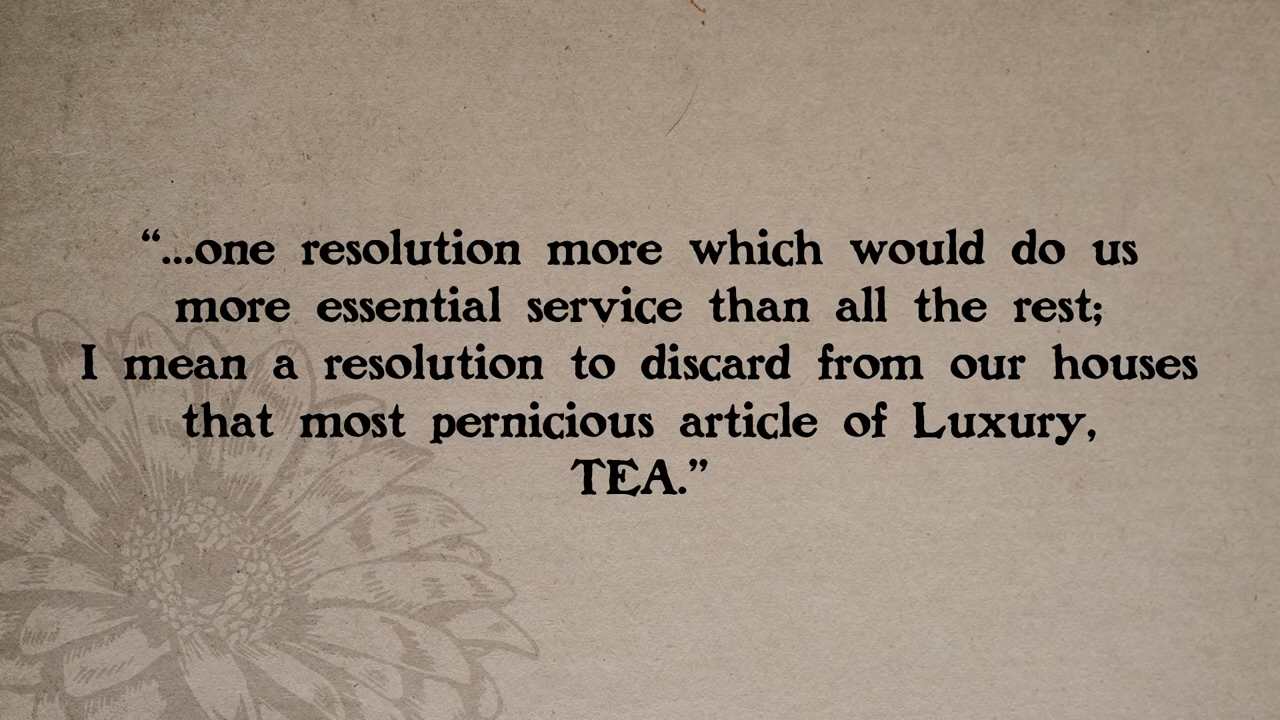 “...one resolution more which would do us
more essential service than all the rest;
I mean a resolution to discard from our houses
that most pernicious article of Luxury,
TEA.”